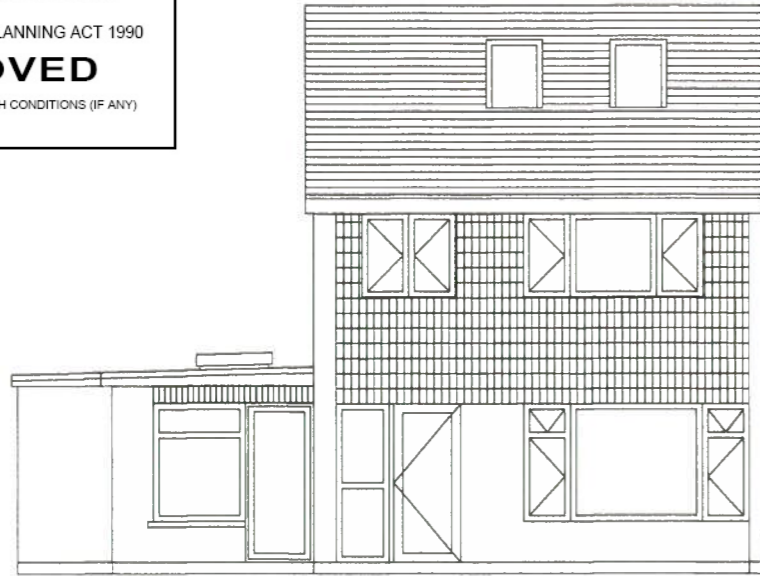 LANNING ACT 1990
OVED
H CONDITIONS (IF ANY)